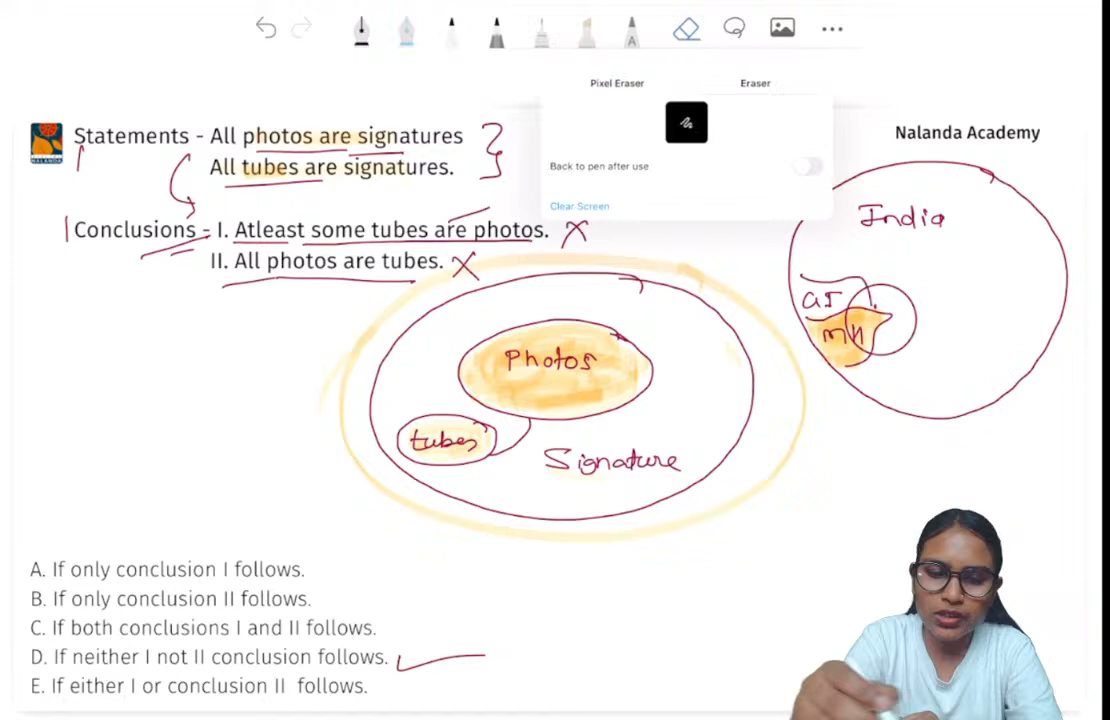 Pixel Eraser Eraser
Back to pen after use
Clear Screen
Statements - All photos are signatures
All tubes are signatures.
Nalanda Academy
Conclusions - I. Atleast some tubes are photos.
II. All photos are tubes.
India
GJ
MH
Photos
tubes
Signature
A. If only conclusion I follows.
B. If only conclusion II follows.
C. If both conclusions I and II follows.
D. If neither I not II conclusion follows.
E. If either I or conclusion II follows.
NALANDA
A